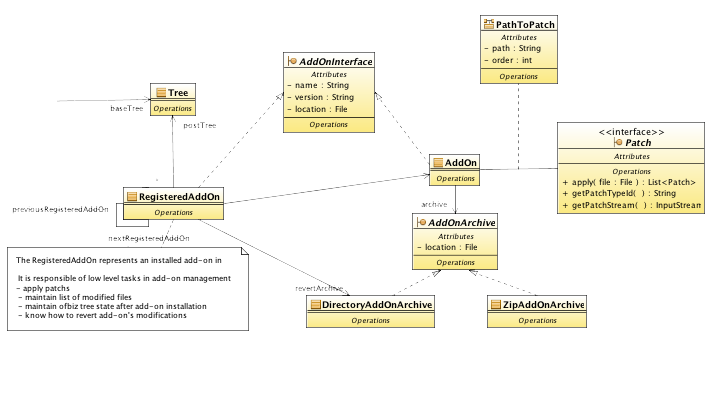 PathToPatch
Attributes
- path : String
- order : int
Operations
AddOnInterface
Attributes
- name : String
- version : String
- location : File
Operations
Tree
Operations
baseTree
postTree
<<interface>>
Patch
Attributes
Operations
+ apply( file : File ) : List<Patch>
+ getPatchTypeId( ) : String
+ getPatchStream( ) : InputStream
AddOn
Operations
RegisteredAddOn
Operations
previousRegisteredAddOn
nextRegisteredAddOn
archive
AddOnArchive
Attributes
- location : File
Operations
The RegisteredAddOn represents an installed add-on in
It is responsible of low level tasks in add-on management
- apply patchs
- maintain list of modified files
- maintain ofbiz tree state after add-on installation
- know how to revert add-on's modifications
revertArchive
DirectoryAddOnArchive
Operations
ZipAddOnArchive
Operations